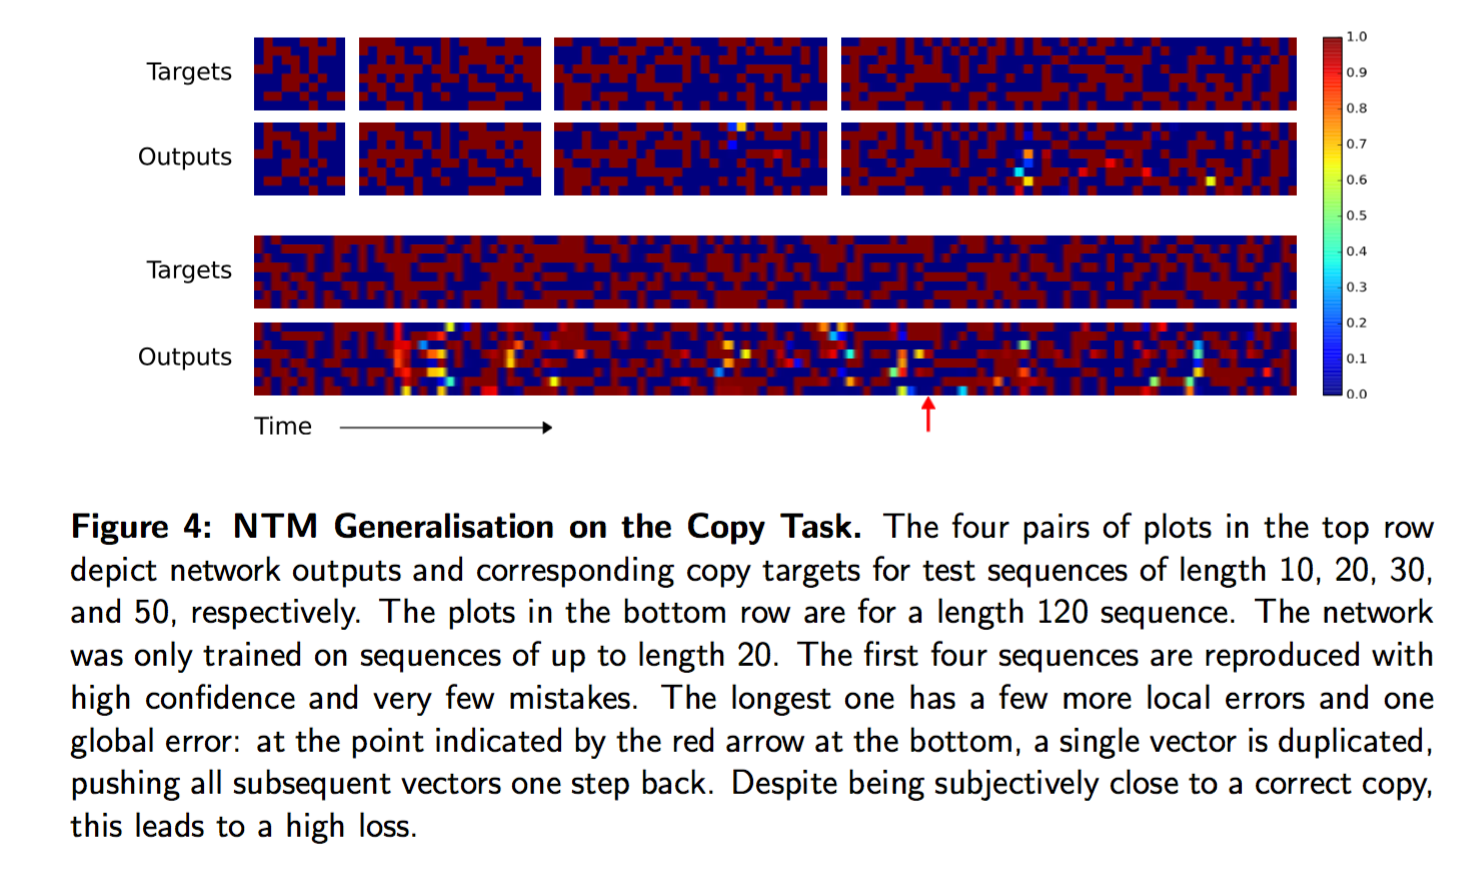 Targets
Outputs
Targets
Outputs
Time
1.0
0.9
0.8
0.7
0.6
0.5
0.4
0.3
0.2
0.1
0.0
Figure 4: NTM Generalisation on the Copy Task. The four pairs of plots in the top row
depict network outputs and corresponding copy targets for test sequences of length 10, 20, 30,
and 50, respectively. The plots in the bottom row are for a length 120 sequence. The network
was only trained on sequences of up to length 20. The first four sequences are reproduced with
high confidence and very few mistakes. The longest one has a few more local errors and one
global error: at the point indicated by the red arrow at the bottom, a single vector is duplicated,
pushing all subsequent vectors one step back. Despite being subjectively close to a correct copy,
this leads to a high loss.